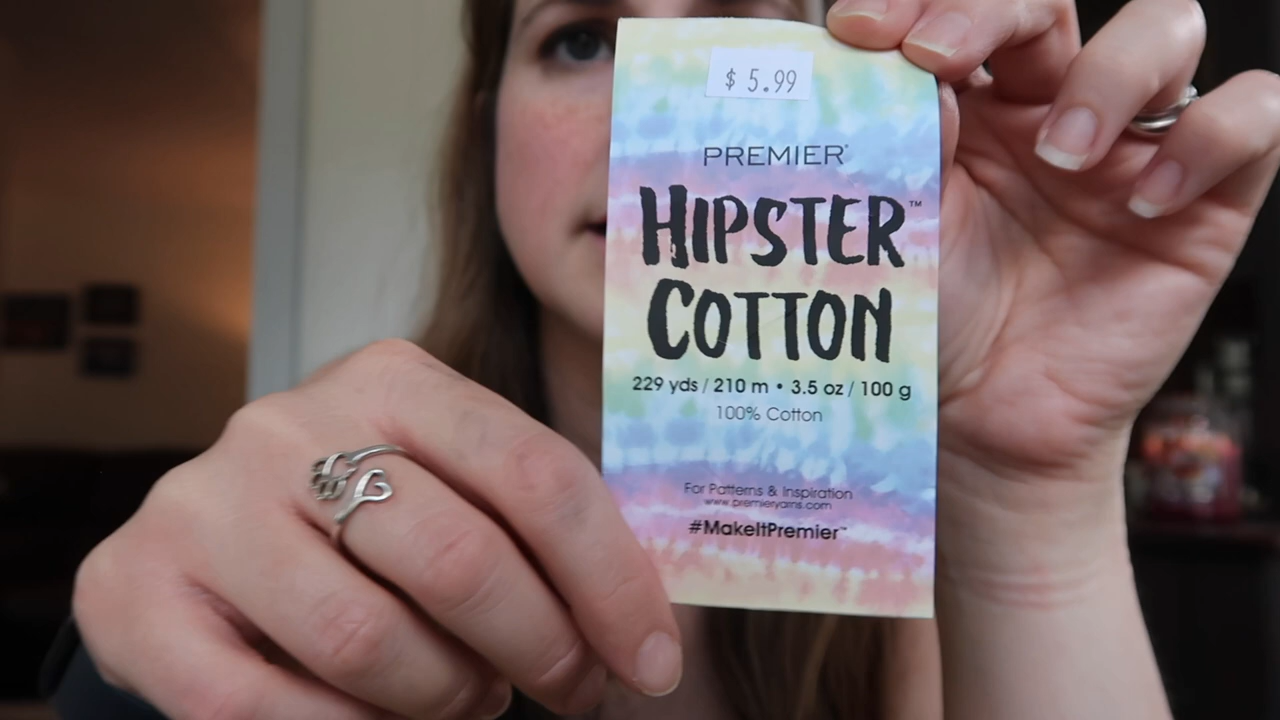 $ 5.99
PREMIER®
HIPSTER™
COTTON
229 yds / 210 m • 3.5 oz / 100 g
100% Cotton
For Patterns & Inspiration
www.premieryarns.com
#MakeItPremier™